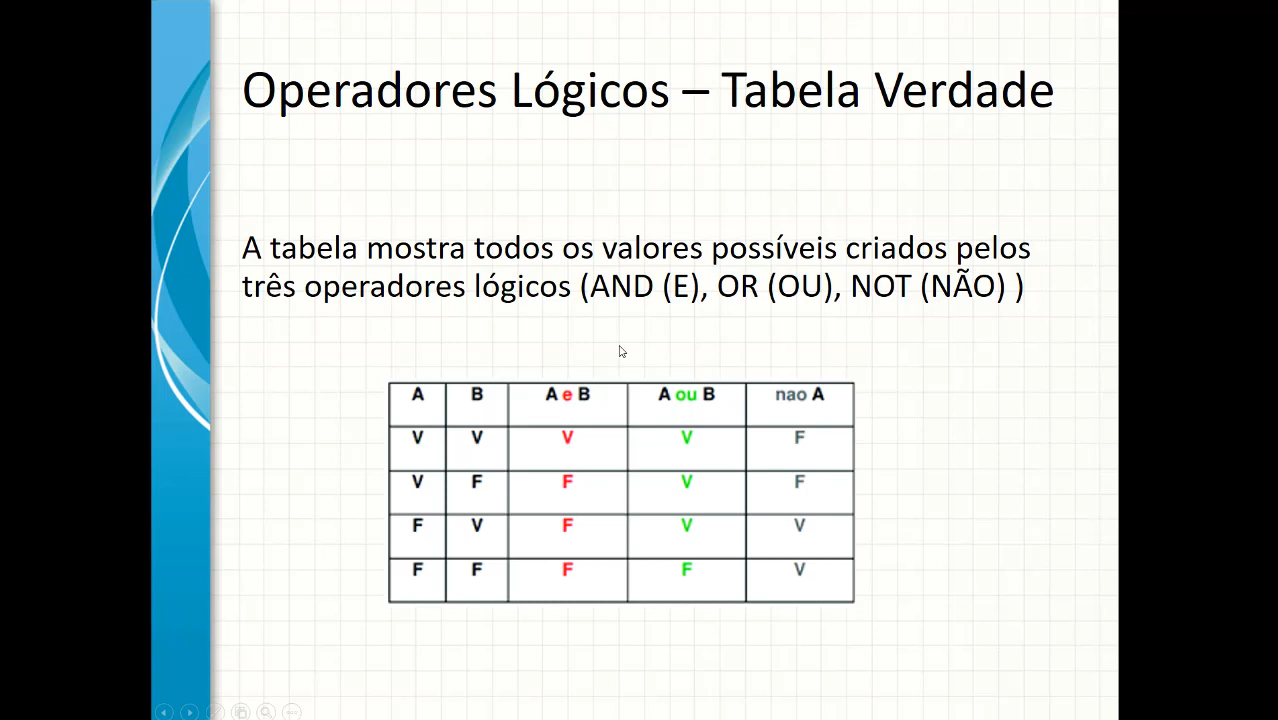 Operadores Lógicos – Tabela Verdade
A tabela mostra todos os valores possíveis criados pelos
três operadores lógicos (AND (E), OR (OU), NOT (NÃO) )
A B A e B A ou B nao A
V V V V F
V F F V F
F V F V V
F F F F V